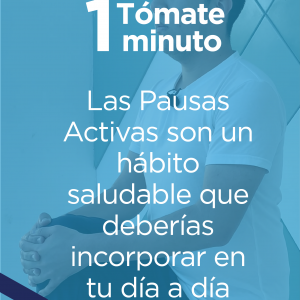 1 Tómate
minuto
Las Pausas
Activas son un
hábito
saludable que
deberías
incorporar en
tu día a día